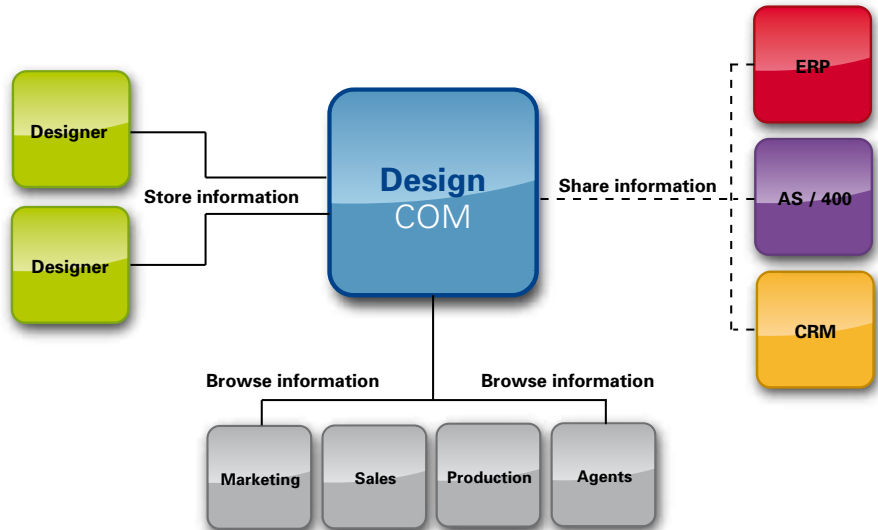 ERP
Designer
Design
COM
Store information
Share information
AS / 400
Designer
CRM
Browse information
Browse information
Marketing
Sales
Production
Agents